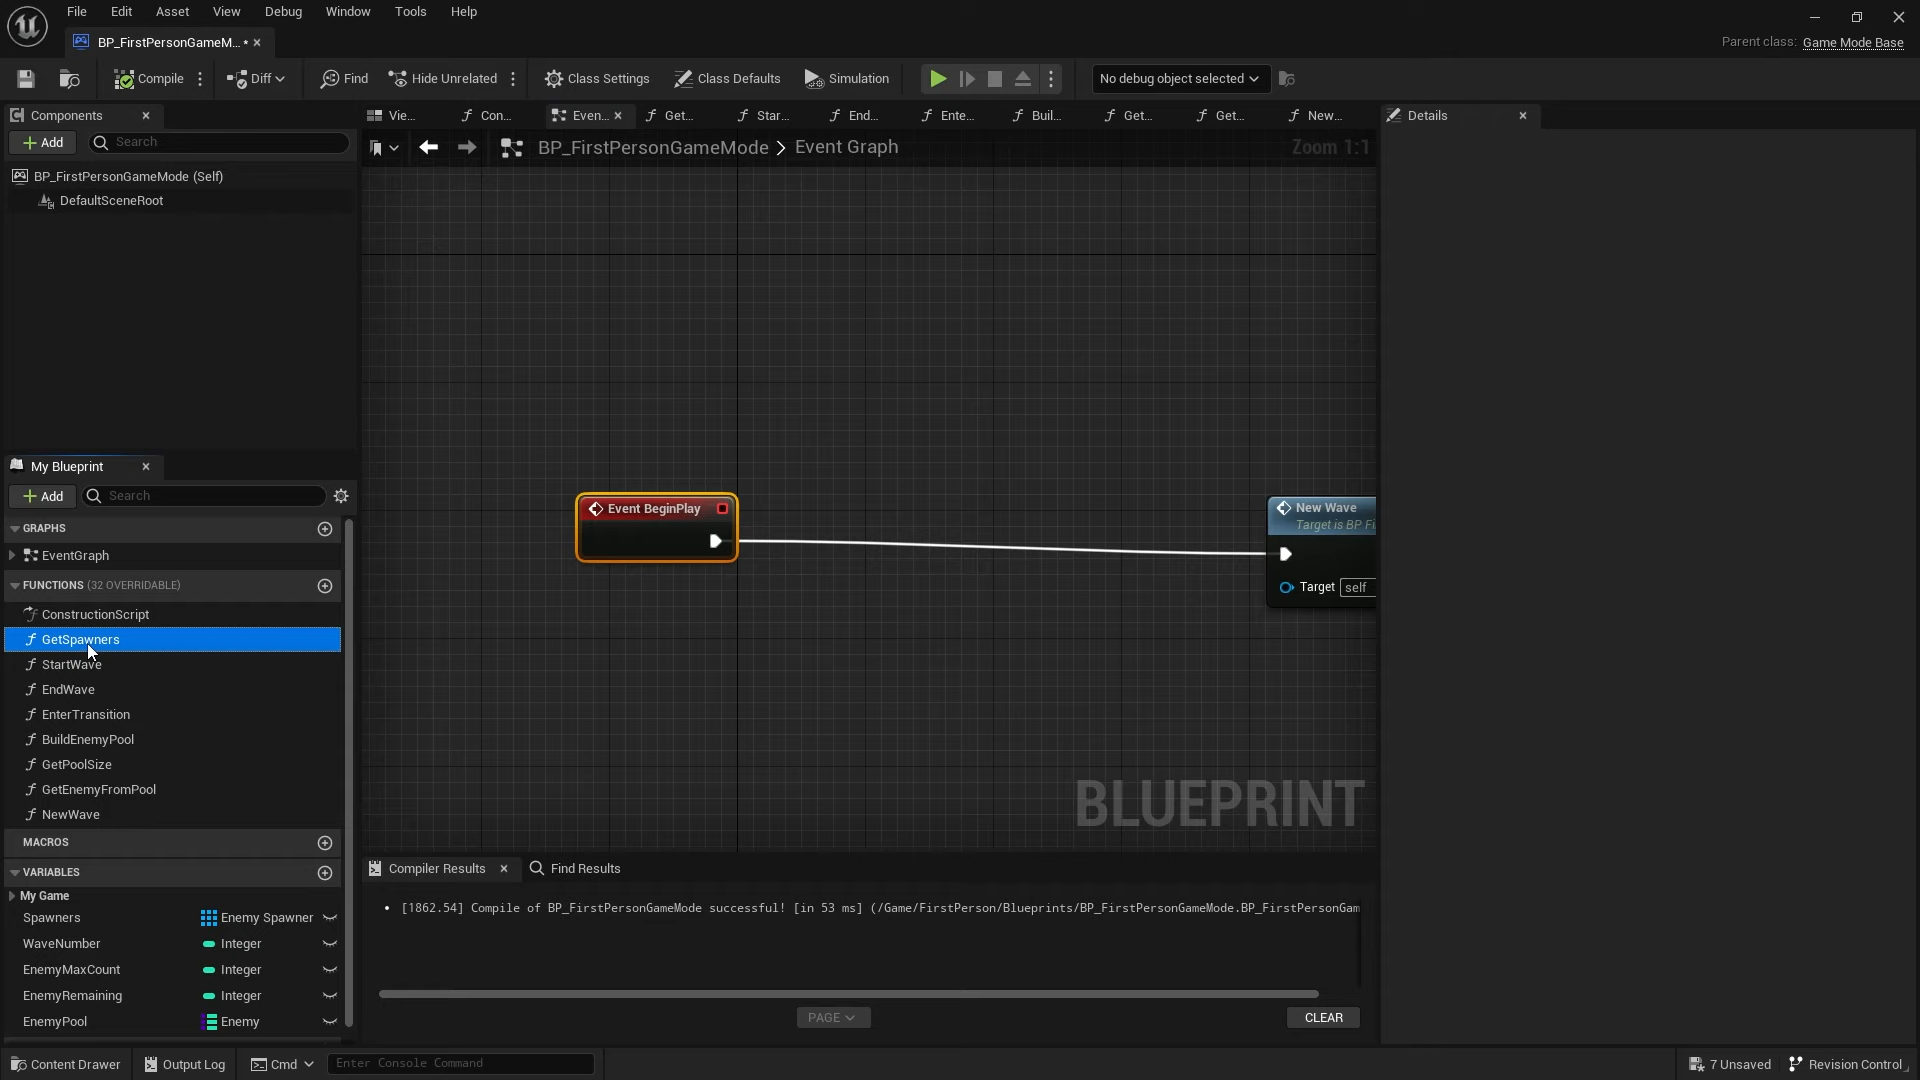 File Edit Asset View Debug Window Tools Help
BP_FirstPersonGameM... •
Parent class: Game Mode Base
Compile Diff Find Hide Unrelated Class Settings Class Defaults Simulation No debug object selected
Components
Vie... Con... Even... Get... Star... End... Ente... Buil... Get... Get... New...
Details
+ Add Search
BP_FirstPersonGameMode > Event Graph
Zoom 1:1
BP_FirstPersonGameMode (Self)
DefaultSceneRoot
My Blueprint
+ Add Search
GRAPHS
EventGraph
FUNCTIONS (32 OVERRIDABLE)
ConstructionScript
GetSpawners
StartWave
EndWave
EnterTransition
BuildEnemyPool
GetPoolSize
GetEnemyFromPool
NewWave
MACROS
VARIABLES
My Game
Spawners Enemy Spawner
WaveNumber Integer
EnemyMaxCount Integer
EnemyRemaining Integer
EnemyPool Enemy
Event BeginPlay
New Wave
Target is BP Fi
Target self
BLUEPRINT
Compiler Results Find Results
• [1862.54] Compile of BP_FirstPersonGameMode successful! [in 53 ms] (/Game/FirstPerson/Blueprints/BP_FirstPersonGameMode.BP_FirstPersonGam
PAGE
CLEAR
Content Drawer Output Log Cmd Enter Console Command
7 Unsaved Revision Control